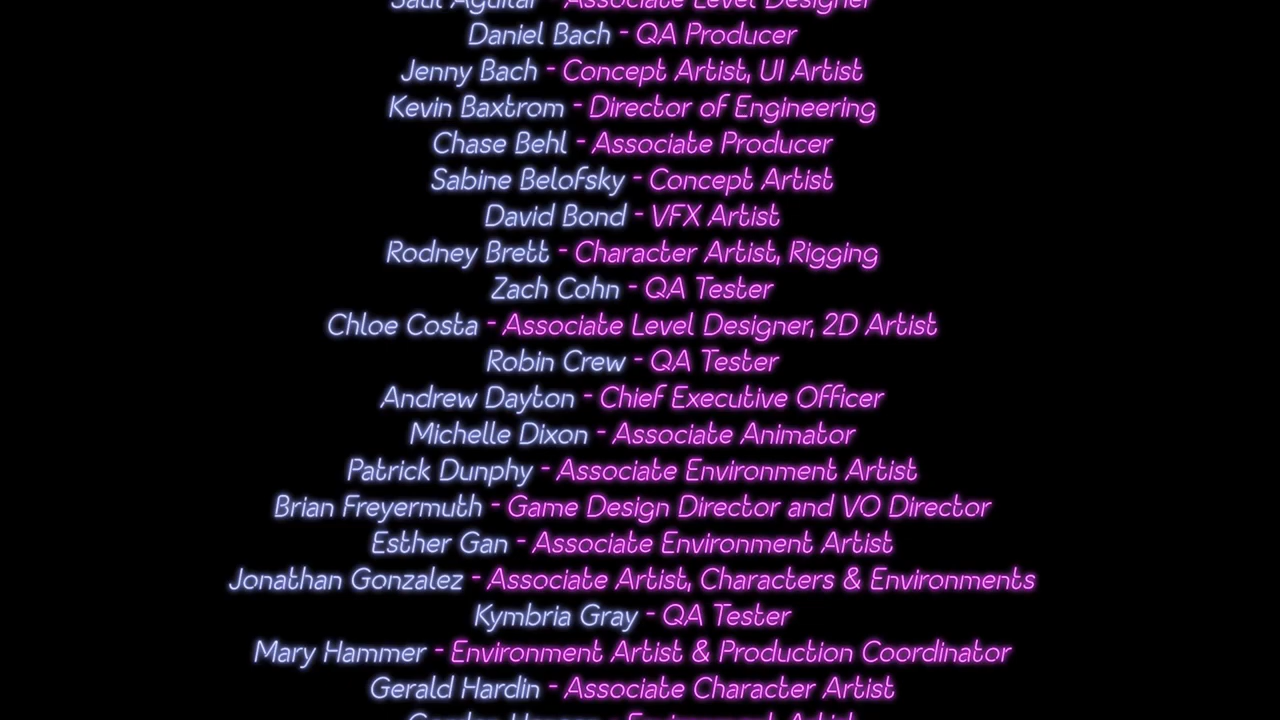 Saul Aguilar - Associate Level Designer
Daniel Bach - QA Producer
Jenny Bach - Concept Artist, UI Artist
Kevin Baxtrom - Director of Engineering
Chase Behl - Associate Producer
Sabine Belofsky - Concept Artist
David Bond - VFX Artist
Rodney Brett - Character Artist, Rigging
Zach Cohn - QA Tester
Chloe Costa - Associate Level Designer, 2D Artist
Robin Crew - QA Tester
Andrew Dayton - Chief Executive Officer
Michelle Dixon - Associate Animator
Patrick Dunphy - Associate Environment Artist
Brian Freyermuth - Game Design Director and VO Director
Esther Gan - Associate Environment Artist
Jonathan Gonzalez - Associate Artist, Characters & Environments
Kymbria Gray - QA Tester
Mary Hammer - Environment Artist & Production Coordinator
Gerald Hardin - Associate Character Artist
- Environment Artist